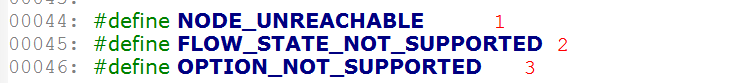 00044: #define NODE_UNREACHABLE 1
00045: #define FLOW_STATE_NOT_SUPPORTED 2
00046: #define OPTION_NOT_SUPPORTED 3